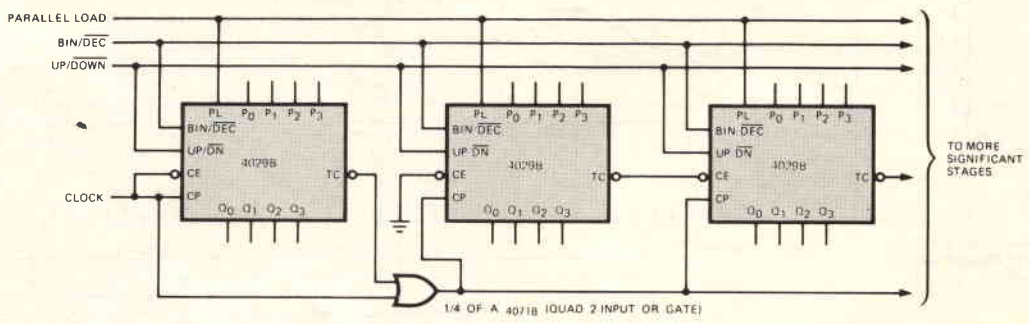 PARALLEL LOAD
BIN/DEC
UP/DOWN
CLOCK
PL P0 P1 P2 P3
BIN/DEC
UP/DN
4029B
CE
TC
CP
Q0 Q1 Q2 Q3
PL P0 P1 P2 P3
BIN/DEC
UP/DN
4029B
CE
TC
CP
Q0 Q1 Q2 Q3
PL P0 P1 P2 P3
BIN/DEC
UP/DN
4029B
CE
TC
CP
Q0 Q1 Q2 Q3
TO MORE
SIGNIFICANT
STAGES
1/4 OF A 4071B (QUAD 2 INPUT OR GATE)